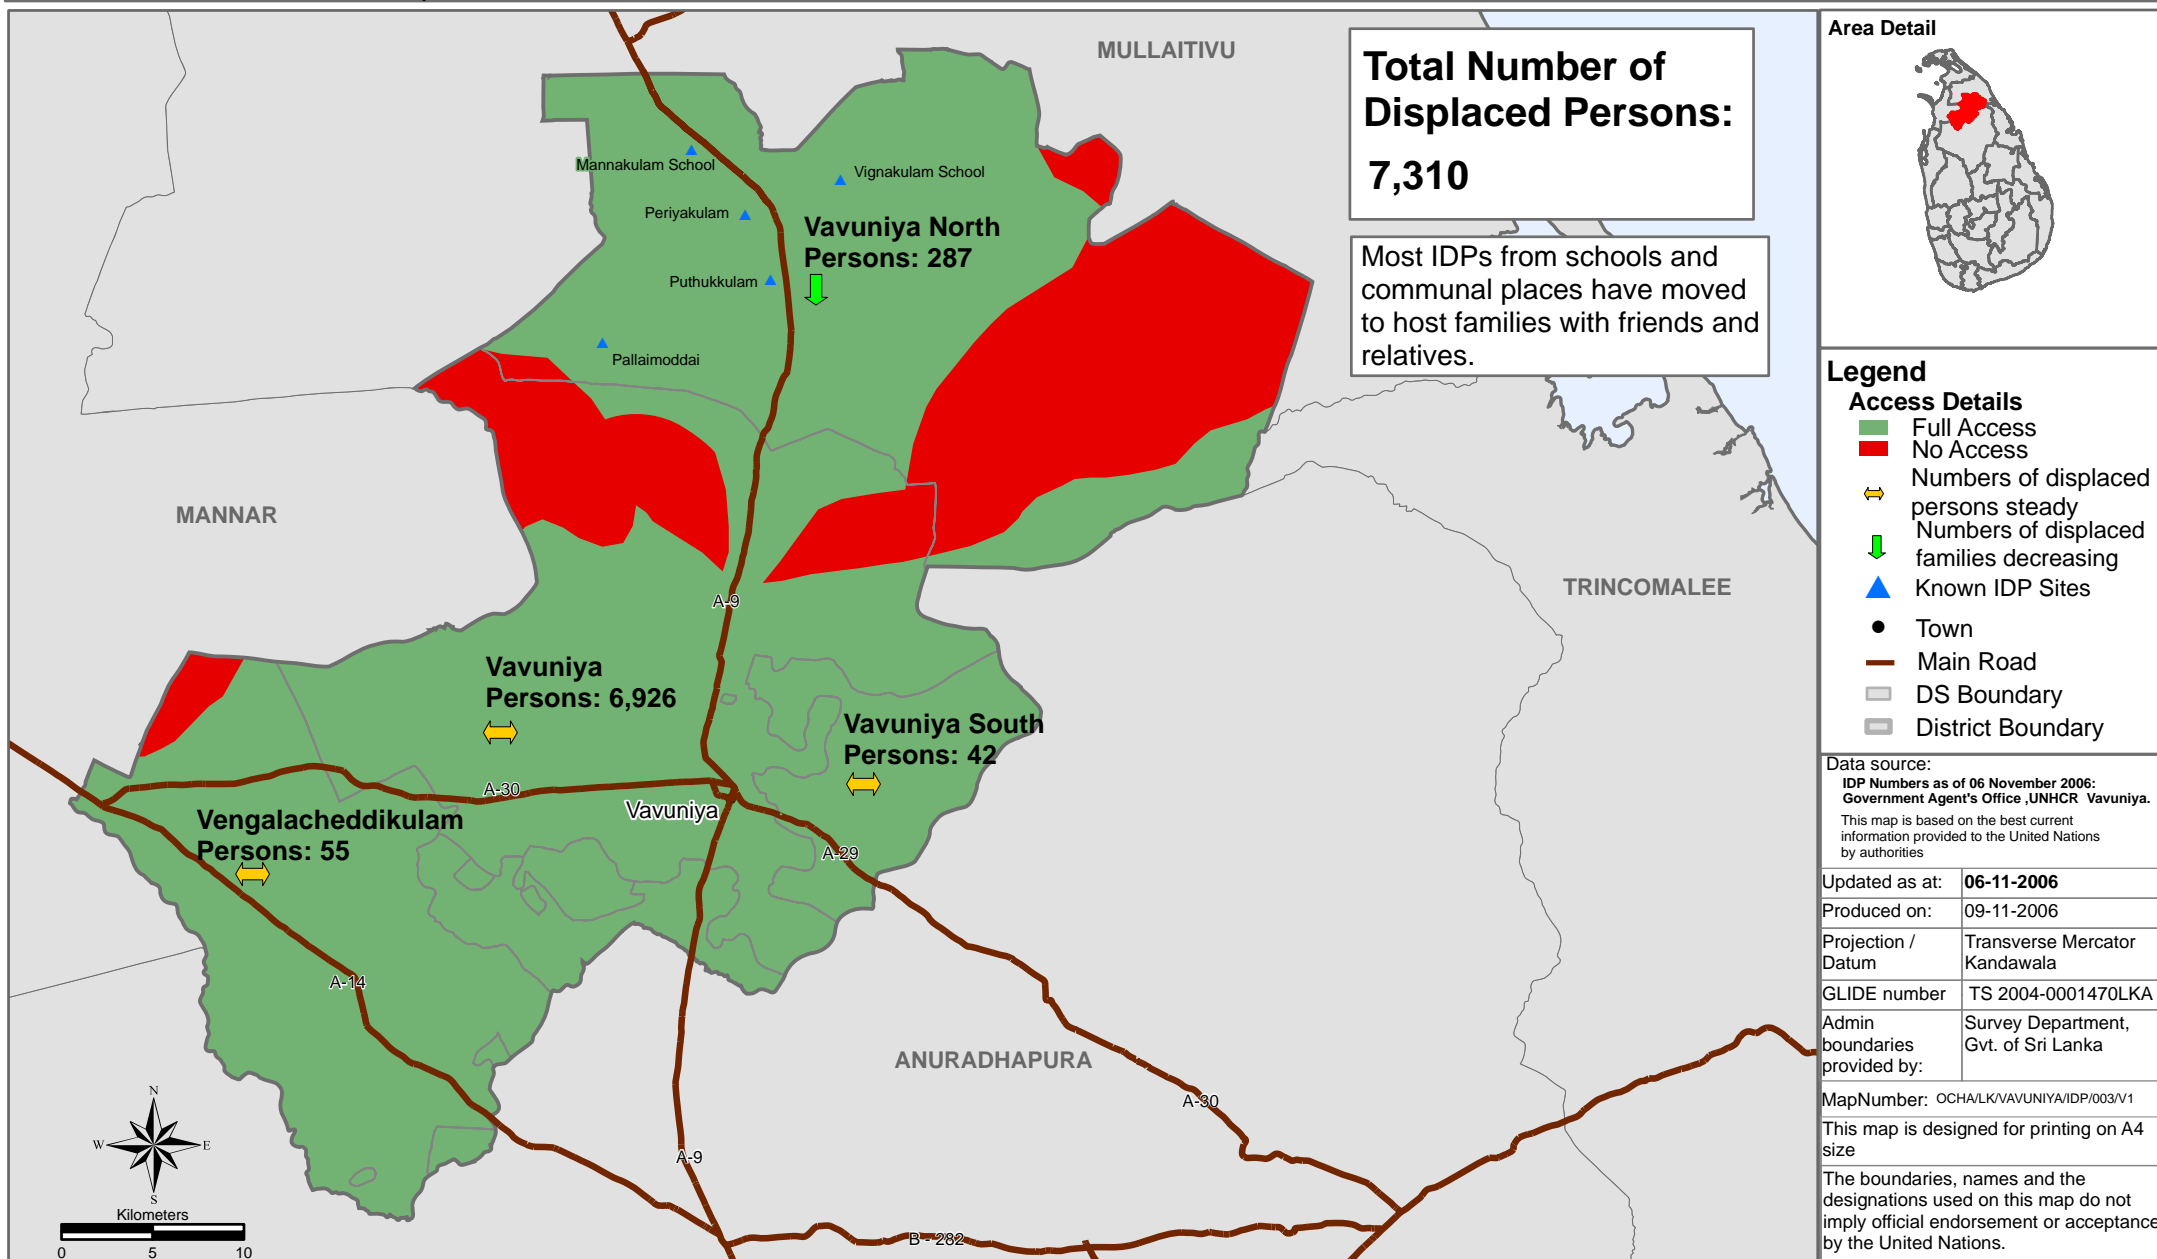 MULLAITIVU
Total Number of
Displaced Persons:
7,310
Most IDPs from schools and
communal places have moved
to host families with friends and
relatives.
Mannakulam School
Vignakulam School
Periyakulam
Vavuniya North
Persons: 287
Puthukkulam
Pallaimoddai
MANNAR
TRINCOMALEE
A-9
Vavuniya
Persons: 6,926
Vavuniya South
Persons: 42
A-30
Vavuniya
Vengalacheddikulam
Persons: 55
A-29
A-14
ANURADHAPURA
A-30
A-9
B - 282
N
W
E
S
Kilometers
0 5 10
Area Detail
Legend
Access Details
Full Access
No Access
Numbers of displaced
persons steady
Numbers of displaced
families decreasing
Known IDP Sites
Town
Main Road
DS Boundary
District Boundary
Data source:
IDP Numbers as of 06 November 2006:
Government Agent's Office ,UNHCR Vavuniya.
This map is based on the best current
information provided to the United Nations
by authorities
Updated as at: 06-11-2006
Produced on: 09-11-2006
Projection / Transverse Mercator
Datum Kandawala
GLIDE number TS 2004-0001470LKA
Admin Survey Department,
boundaries Gvt. of Sri Lanka
provided by:
MapNumber: OCHA/LK/VAVUNIYA/IDP/003/V1
This map is designed for printing on A4
size
The boundaries, names and the
designations used on this map do not
imply official endorsement or acceptance
by the United Nations.